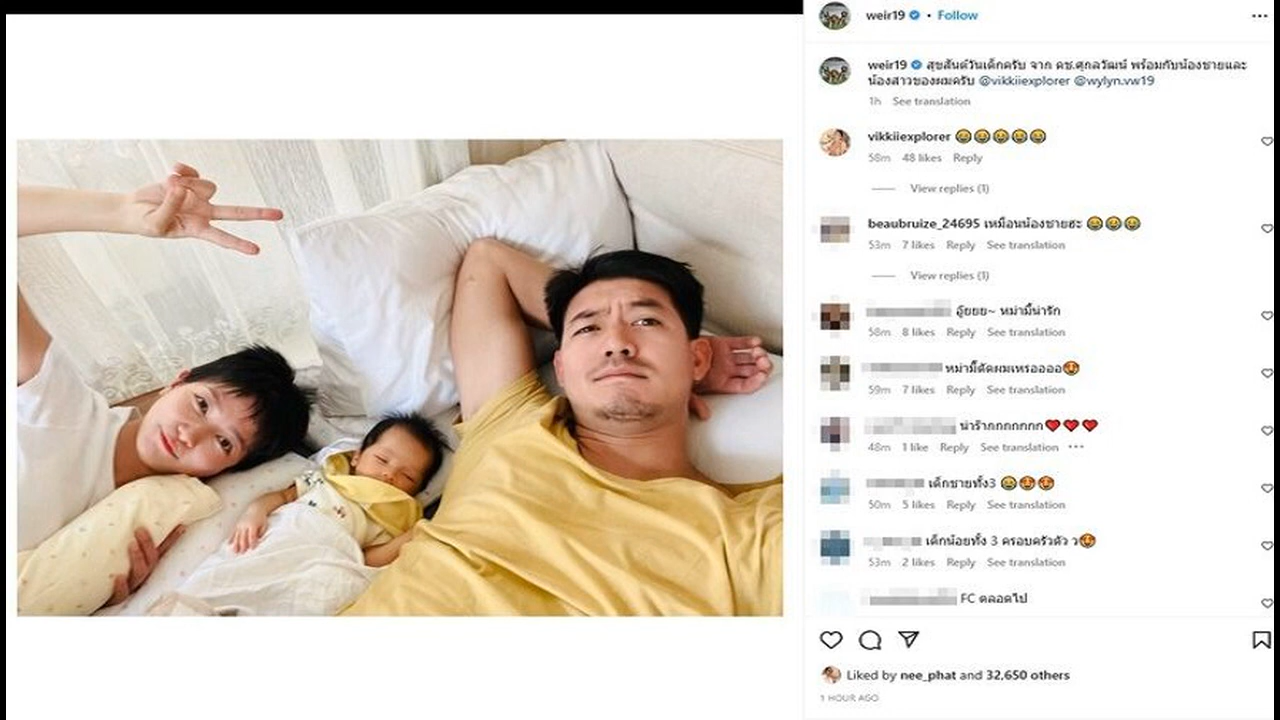 weir19 • Follow
weir19 สุขสันต์วันเด็กครับ จาก ดช.ศุกลวัฒน์ พร้อมกับน้องชายและ
น้องสาวของผมครับ @vikkiiexplorer @wylyn.vw19
1h See translation
vikkiiexplorer 😂😂😂😂😂
58m 48 likes Reply
View replies (1)
beaubruize_24695 เหมือนน้องชายฮะ 😂😂😂
53m 7 likes Reply See translation
View replies (1)
อุ๊ยยย~ หม่ามี้น่ารัก
58m 8 likes Reply See translation
หม่ามี๊ตัดผมเหรออออ🤩
59m 7 likes Reply See translation
น่าร้ากกกกกกก❤️❤️❤️
48m 1 like Reply See translation •••
เด็กชายทั้ง3 😂🤩🤩
50m 5 likes Reply See translation
เด็กน้อยทั้ง 3 ครอบครัวตัว ว🤩
53m 2 likes Reply See translation
FC ตลอดไป
Liked by nee_phat and 32,650 others
1 HOUR AGO